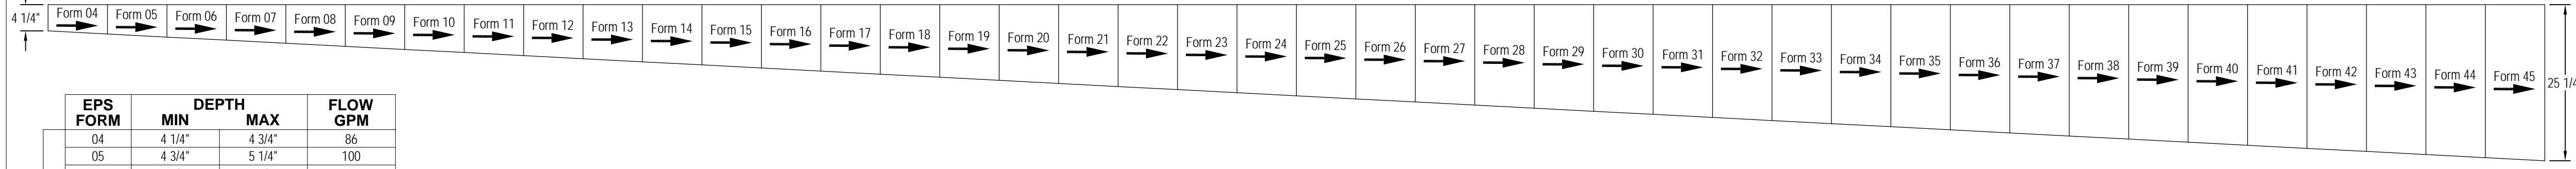 4 1/4"
Form 04 Form 05 Form 06 Form 07 Form 08 Form 09 Form 10 Form 11 Form 12 Form 13 Form 14 Form 15 Form 16 Form 17 Form 18 Form 19 Form 20 Form 21 Form 22 Form 23 Form 24 Form 25 Form 26 Form 27 Form 28 Form 29 Form 30 Form 31 Form 32 Form 33 Form 34 Form 35 Form 36 Form 37 Form 38 Form 39 Form 40 Form 41 Form 42 Form 43 Form 44 Form 45
25 1/4
EPS FORM DEPTH MIN MAX FLOW GPM
04 4 1/4" 4 3/4" 86
05 4 3/4" 5 1/4" 100